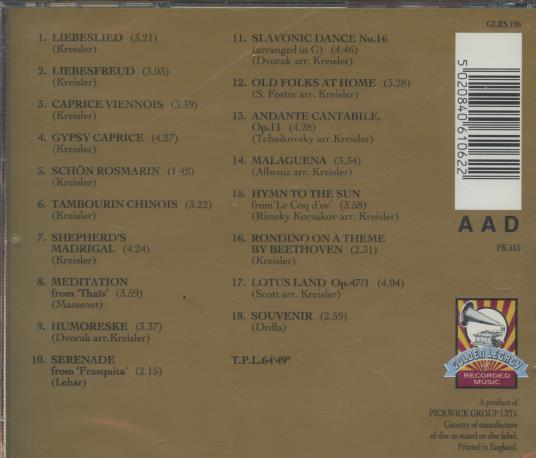 GLRS 106
1. LIEBESLIED (3.21)
(Kreisler)
2. LIEBESFREUD (3.03)
(Kreisler)
3. CAPRICE VIENNOIS (3.39)
(Kreisler)
4. GYPSY CAPRICE (4.27)
(Kreisler)
5. SCHÖN ROSMARIN (1.48)
(Kreisler)
6. TAMBOURIN CHINOIS (3.22)
(Kreisler)
7. SHEPHERD'S
MADRIGAL (4.24)
(Kreisler)
8. MEDITATION
from 'Thaïs' (3.59)
(Massenet)
9. HUMORESKE (3.37)
(Dvorak arr.Kreisler)
10. SERENADE
from 'Frasquita' (2.15)
(Lehar)
11. SLAVONIC DANCE No.16
(arranged in G) (4.46)
(Dvorak arr. Kreisler)
12. OLD FOLKS AT HOME (3.28)
(S. Foster arr. Kreisler)
13. ANDANTE CANTABILE,
Op.11 (4.28)
(Tchaikovsky arr.Kreisler)
14. MALAGUENA (3.34)
(Albeniz arr. Kreisler)
15. HYMN TO THE SUN
from 'Le Coq d'or' (3.58)
(Rimsky Korsakov arr. Kreisler)
16. RONDINO ON A THEME
BY BEETHOVEN (2.31)
(Kreisler)
17. LOTUS LAND Op.47/1 (4.04)
(Scott arr. Kreisler)
18. SOUVENIR (2.59)
(Drdla)
T.P.L.64'49"
5 020840 610622
AAD
PK 515
GOLDEN LEGACY
of
RECORDED
MUSIC
A product of
PICKWICK GROUP LTD.
Country of manufacture
of disc as stated on disc label.
Printed in England.